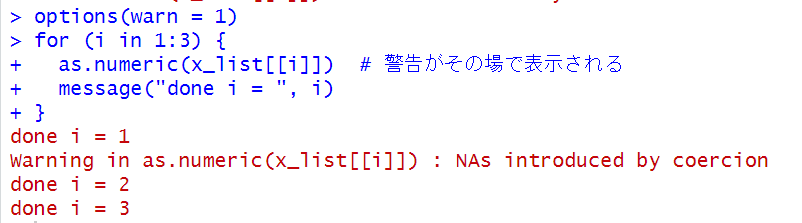 > options(warn = 1)
> for (i in 1:3) {
+   as.numeric(x_list[[i]])  # 警告がその場で表示される
+   message("done i = ", i)
+ }
done i = 1
Warning in as.numeric(x_list[[i]]) : NAs introduced by coercion
done i = 2
done i = 3